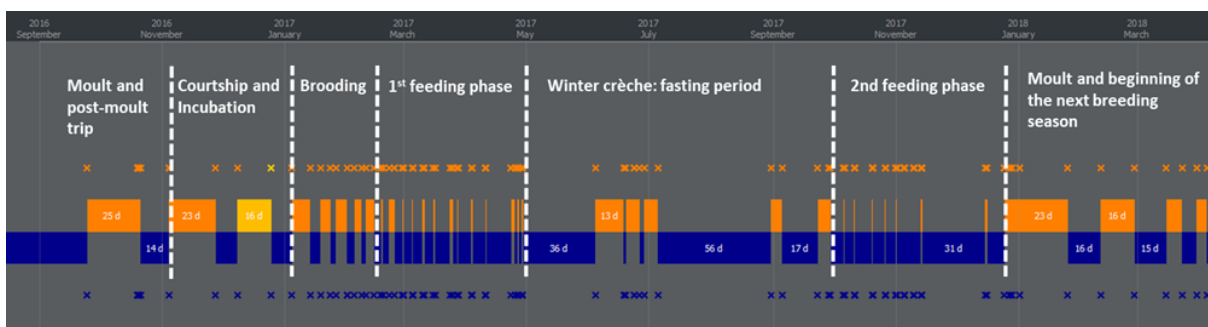 2016 2016 2017 2017 2017 2017 2017 2017 2018 2018
September November January March May July September November January March
Moult and
post-moult
trip
Courtship and
Incubation
Brooding
1st feeding phase
Winter crèche: fasting period
2nd feeding phase
Moult and beginning of
the next breeding
season
25 d 23 d 16 d 13 d 23 d 16 d
14 d 36 d 56 d 17 d 31 d 16 d 15 d